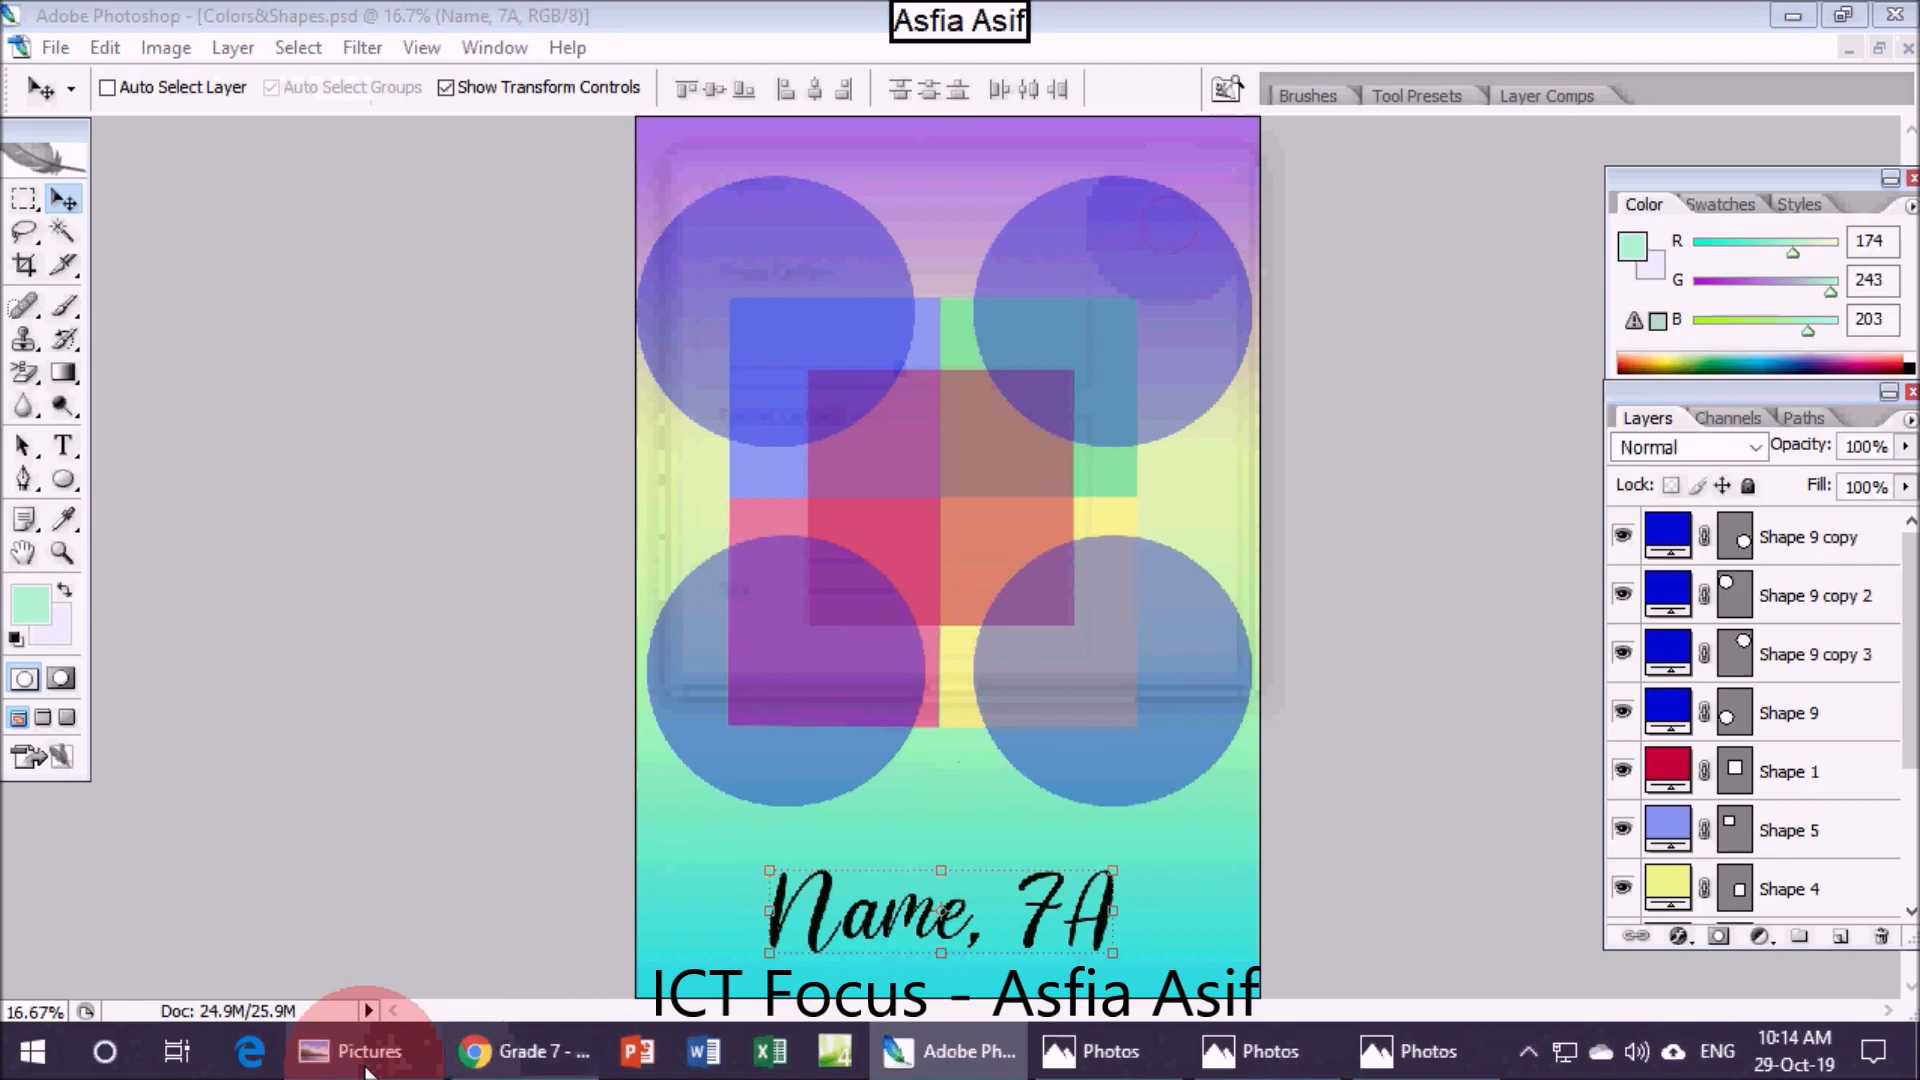 Adobe Photoshop - [Colors&Shapes.psd @ 16.7% (Name, 7A, RGB/8)]
Asfia Asif
File Edit Image Layer Select Filter View Window Help
Auto Select Layer Auto Select Groups Show Transform Controls
Brushes Tool Presets Layer Comps
Color Swatches Styles
R 174
G 243
B 203
Layers Channels Paths
Normal Opacity: 100%
Lock: Fill: 100%
Shape 9 copy
Shape 9 copy 2
Shape 9 copy 3
Shape 9
Shape 1
Shape 5
Shape 4
Name, 7A
ICT Focus - Asfia Asif
16.67% Doc: 24.9M/25.9M
Pictures Grade 7 - ... Adobe Ph... Photos Photos Photos ENG
10:14 AM
29-Oct-19